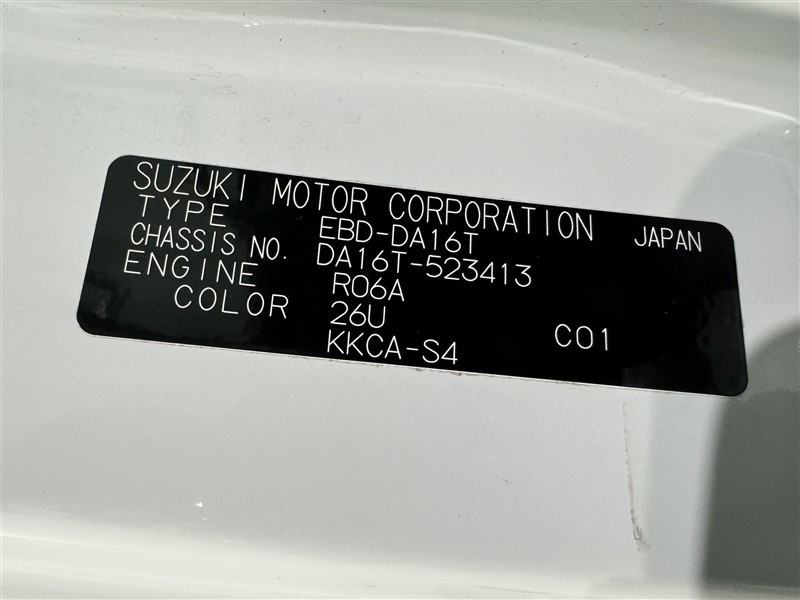 SUZUKI MOTOR CORPORATION JAPAN
TYPE EBD-DA16T
CHASSIS NO. DA16T-523413
ENGINE R06A
COLOR 26U C01
KKCA-S4